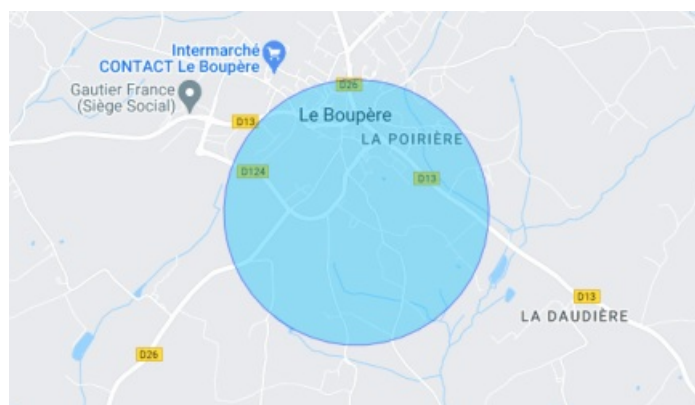 Intermarché
CONTACT Le Boupère
D26
Gautier France
(Siège Social)
D13
Le Boupère
LA POIRIÈRE
D124
D13
D13
LA DAUDIÈRE
D26